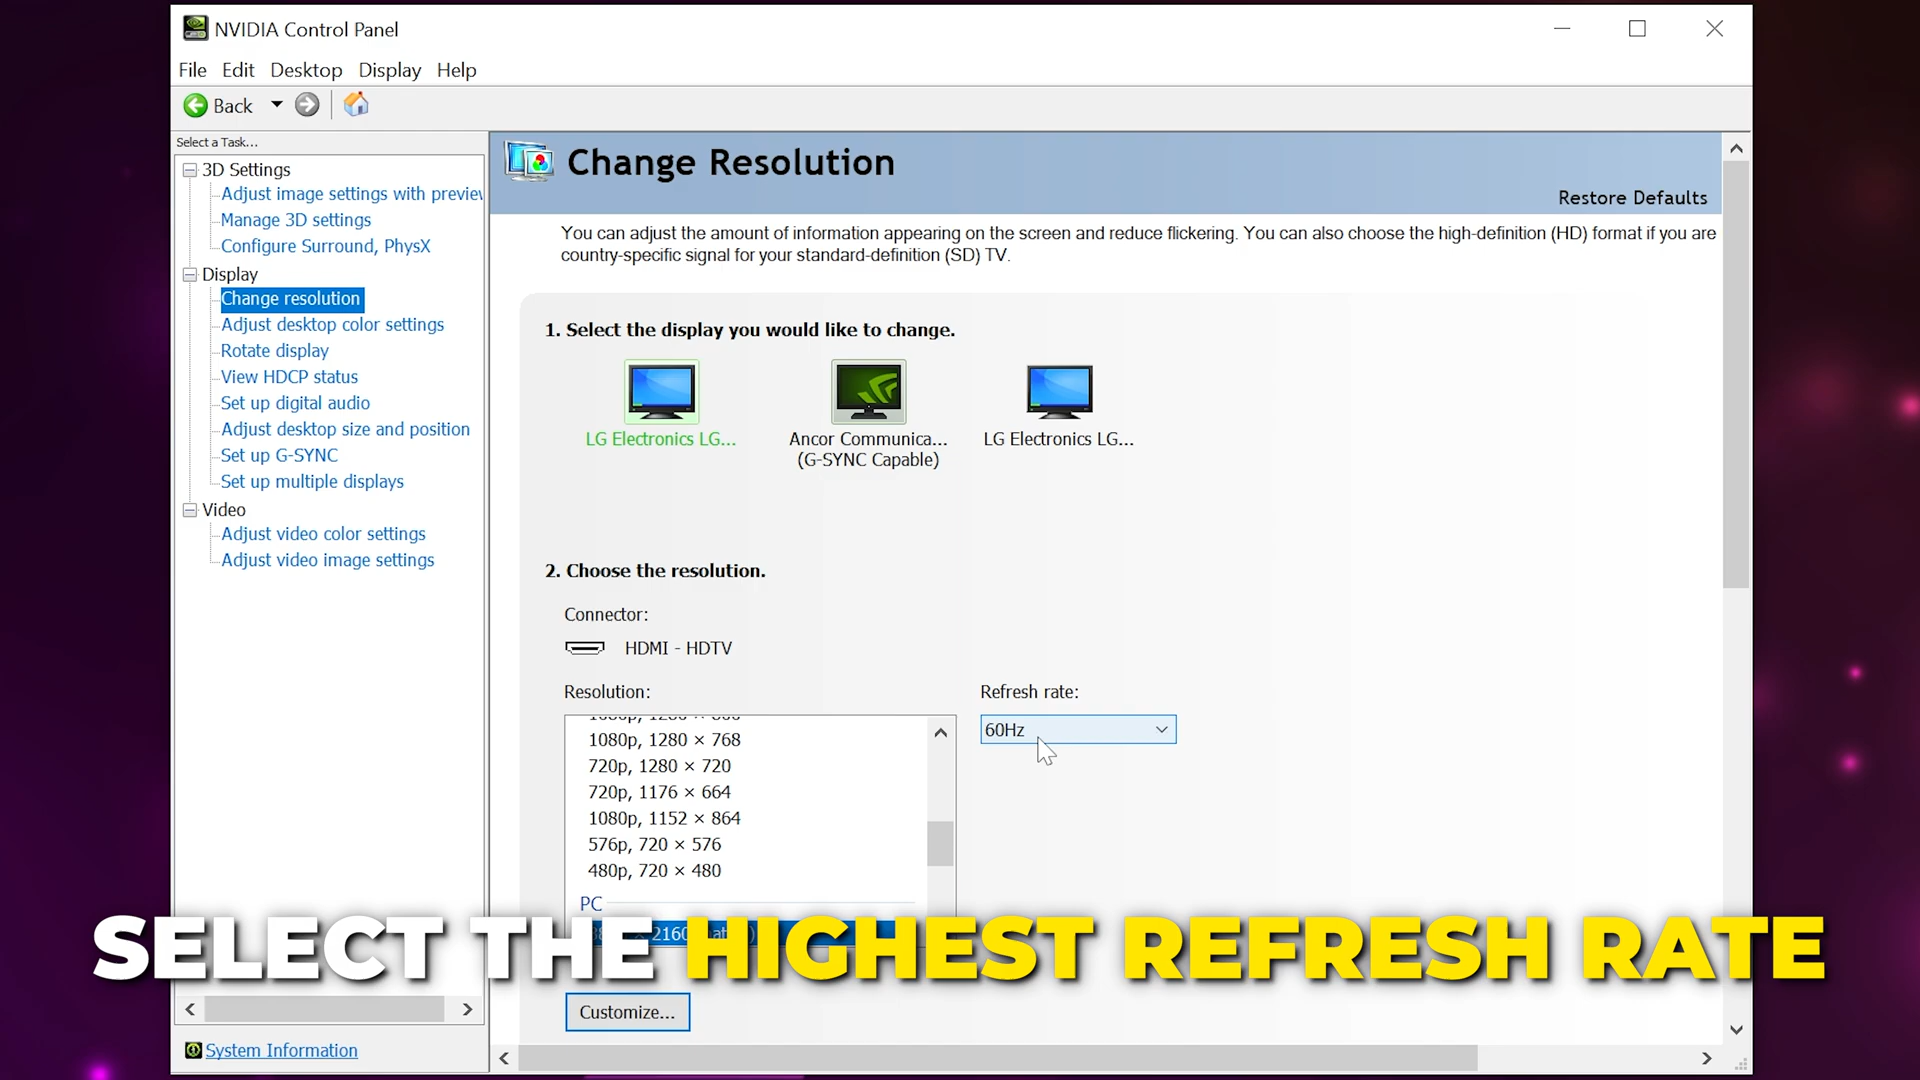 NVIDIA Control Panel
File Edit Desktop Display Help
Back
Select a Task...
3D Settings
Adjust image settings with preview
Manage 3D settings
Configure Surround, PhysX
Display
Change resolution
Adjust desktop color settings
Rotate display
View HDCP status
Set up digital audio
Adjust desktop size and position
Set up G-SYNC
Set up multiple displays
Video
Adjust video color settings
Adjust video image settings
System Information
Change Resolution
Restore Defaults
You can adjust the amount of information appearing on the screen and reduce flickering. You can also choose the high-definition (HD) format if you are
country-specific signal for your standard-definition (SD) TV.
1. Select the display you would like to change.
LG Electronics LG...
Ancor Communica...
(G-SYNC Capable)
LG Electronics LG...
2. Choose the resolution.
Connector:
HDMI - HDTV
Resolution:
Refresh rate:
60Hz
1080p, 1280 × 768
720p, 1280 × 720
720p, 1176 × 664
1080p, 1152 × 864
576p, 720 × 576
480p, 720 × 480
PC
2160
SELECT THE HIGHEST REFRESH RATE
Customize...